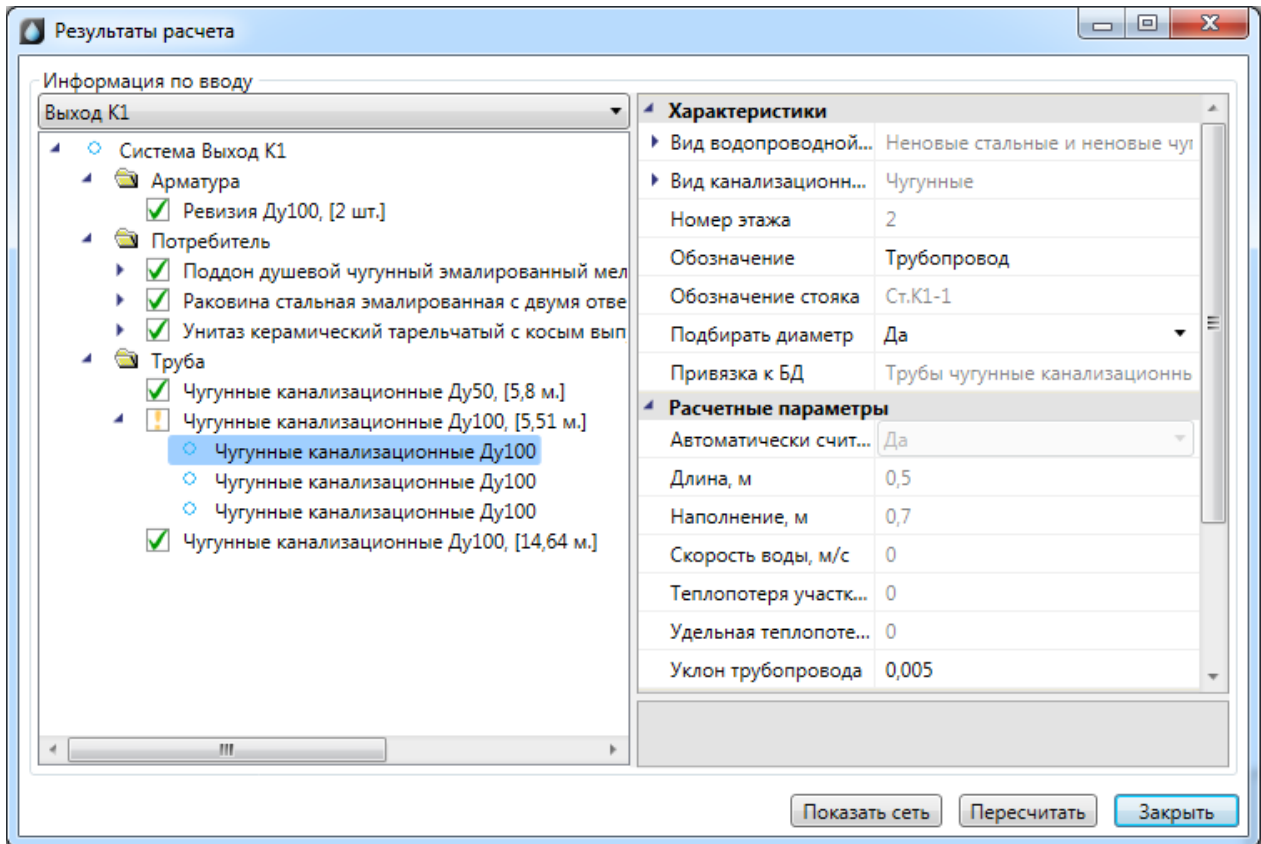 Результаты расчета
Информация по вводу
Выход К1
Система Выход К1
Арматура
Ревизия Ду100, [2 шт.]
Потребитель
Поддон душевой чугунный эмалированный мел
Раковина стальная эмалированная с двумя отве
Унитаз керамический тарельчатый с косым вып
Труба
Чугунные канализационные Ду50, [5,8 м.]
Чугунные канализационные Ду100, [5,51 м.]
Чугунные канализационные Ду100
Чугунные канализационные Ду100
Чугунные канализационные Ду100
Чугунные канализационные Ду100, [14,64 м.]
Характеристики
Вид водопроводной... Неновые стальные и неновые чуг
Вид канализационн... Чугунные
Номер этажа 2
Обозначение Трубопровод
Обозначение стояка Ст.К1-1
Подбирать диаметр Да
Привязка к БД Трубы чугунные канализационнь
Расчетные параметры
Автоматически счит... Да
Длина, м 0,5
Наполнение, м 0,7
Скорость воды, м/с 0
Теплопотеря участк... 0
Удельная теплопоте... 0
Уклон трубопровода 0,005
Показать сеть Пересчитать Закрыть